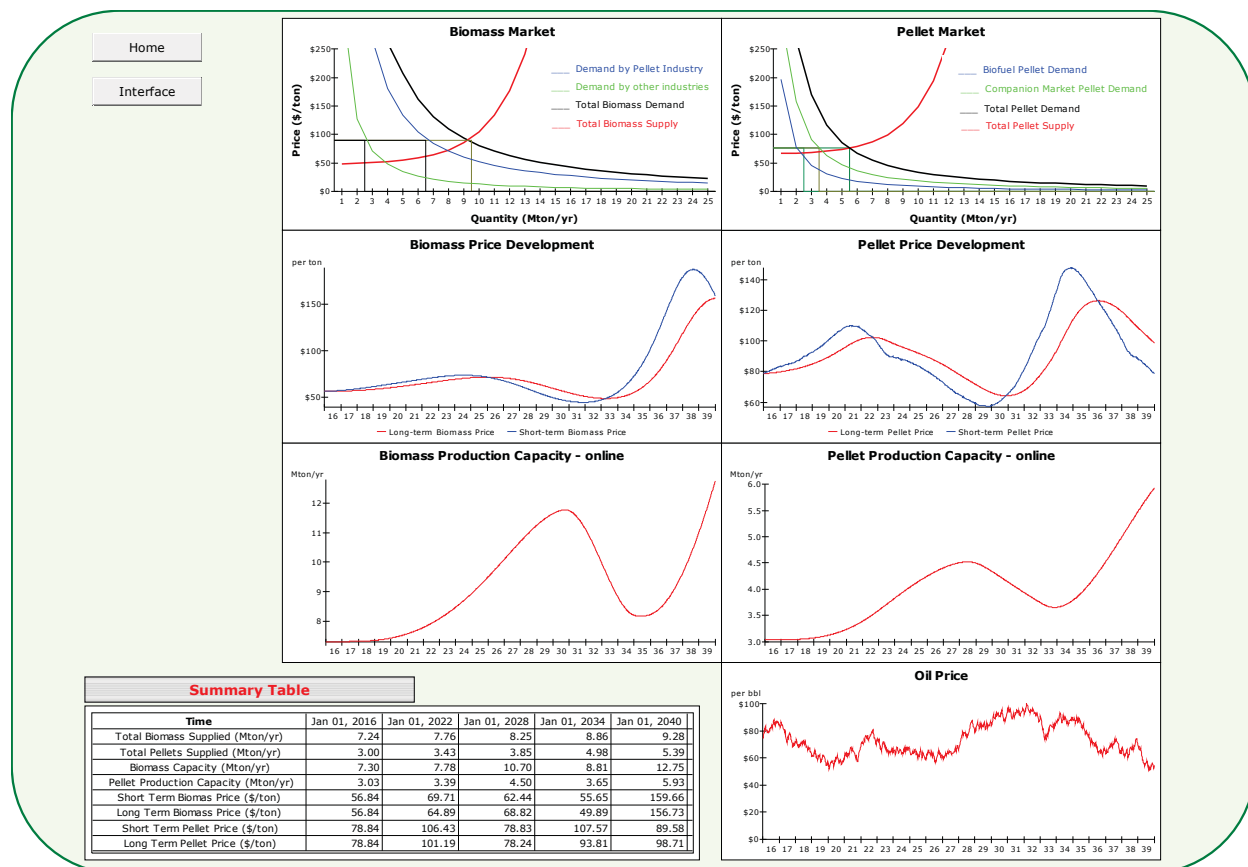 Home
Interface
Biomass Market
Price ($/ton)
$250
$200
$150
$100
$50
$0
Demand by Pellet Industry
Demand by other industries
Total Biomass Demand
Total Biomass Supply
1 2 3 4 5 6 7 8 9 10 11 12 13 14 15 16 17 18 19 20 21 22 23 24 25
Quantity (Mton/yr)
Pellet Market
Price ($/ton)
$250
$200
$150
$100
$50
$0
Biofuel Pellet Demand
Companion Market Pellet Demand
Total Pellet Demand
Total Pellet Supply
1 2 3 4 5 6 7 8 9 10 11 12 13 14 15 16 17 18 19 20 21 22 23 24 25
Quantity (Mton/yr)
Biomass Price Development
per ton
$150
$100
$50
16 17 18 19 20 21 22 23 24 25 26 27 28 29 30 31 32 33 34 35 36 37 38 39
Long-term Biomass Price Short-term Biomass Price
Pellet Price Development
per ton
$140
$120
$100
$80
$60
16 17 18 19 20 21 22 23 24 25 26 27 28 29 30 31 32 33 34 35 36 37 38 39
Long-term Pellet Price Short-term Pellet Price
Biomass Production Capacity - online
Mton/yr
12
11
10
9
8
16 17 18 19 20 21 22 23 24 25 26 27 28 29 30 31 32 33 34 35 36 37 38 39
Pellet Production Capacity - online
Mton/yr
6.0
5.5
5.0
4.5
4.0
3.5
3.0
16 17 18 19 20 21 22 23 24 25 26 27 28 29 30 31 32 33 34 35 36 37 38 39
Summary Table
Time Jan 01, 2016 Jan 01, 2022 Jan 01, 2028 Jan 01, 2034 Jan 01, 2040
Total Biomass Supplied (Mton/yr) 7.24 7.76 8.25 8.86 9.28
Total Pellets Supplied (Mton/yr) 3.00 3.43 3.85 4.98 5.39
Biomass Capacity (Mton/yr) 7.30 7.78 10.70 8.81 12.75
Pellet Production Capacity (Mton/yr) 3.03 3.39 4.50 3.65 5.93
Short Term Biomas Price ($/ton) 56.84 69.71 62.44 55.65 159.66
Long Term Biomass Price ($/ton) 56.84 64.89 68.82 49.89 156.73
Short Term Pellet Price ($/ton) 78.84 106.43 78.83 107.57 89.58
Long Term Pellet Price ($/ton) 78.84 101.19 78.24 93.81 98.71
Oil Price
per bbl
$100
$80
$60
$40
$20
$0
16 17 18 19 20 21 22 23 24 25 26 27 28 29 30 31 32 33 34 35 36 37 38 39